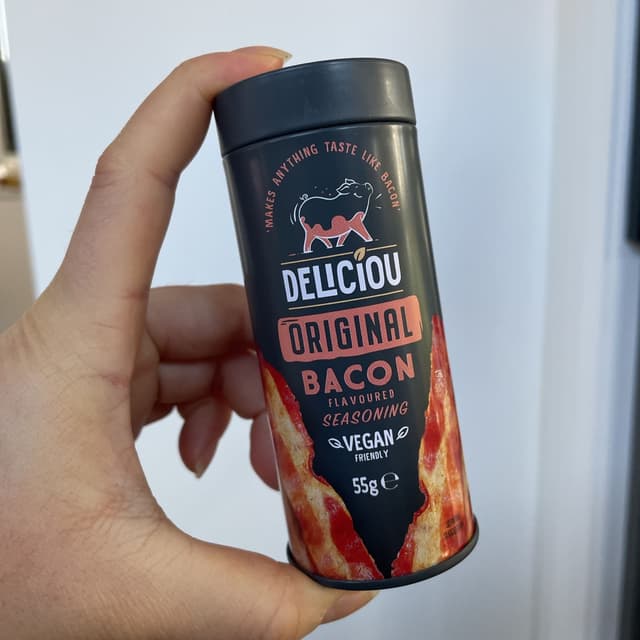 'MAKES ANYTHING TASTE LIKE BACON'
DELICIOU
ORIGINAL
BACON
FLAVOURED
SEASONING
VEGAN
FRIENDLY
55g ℮